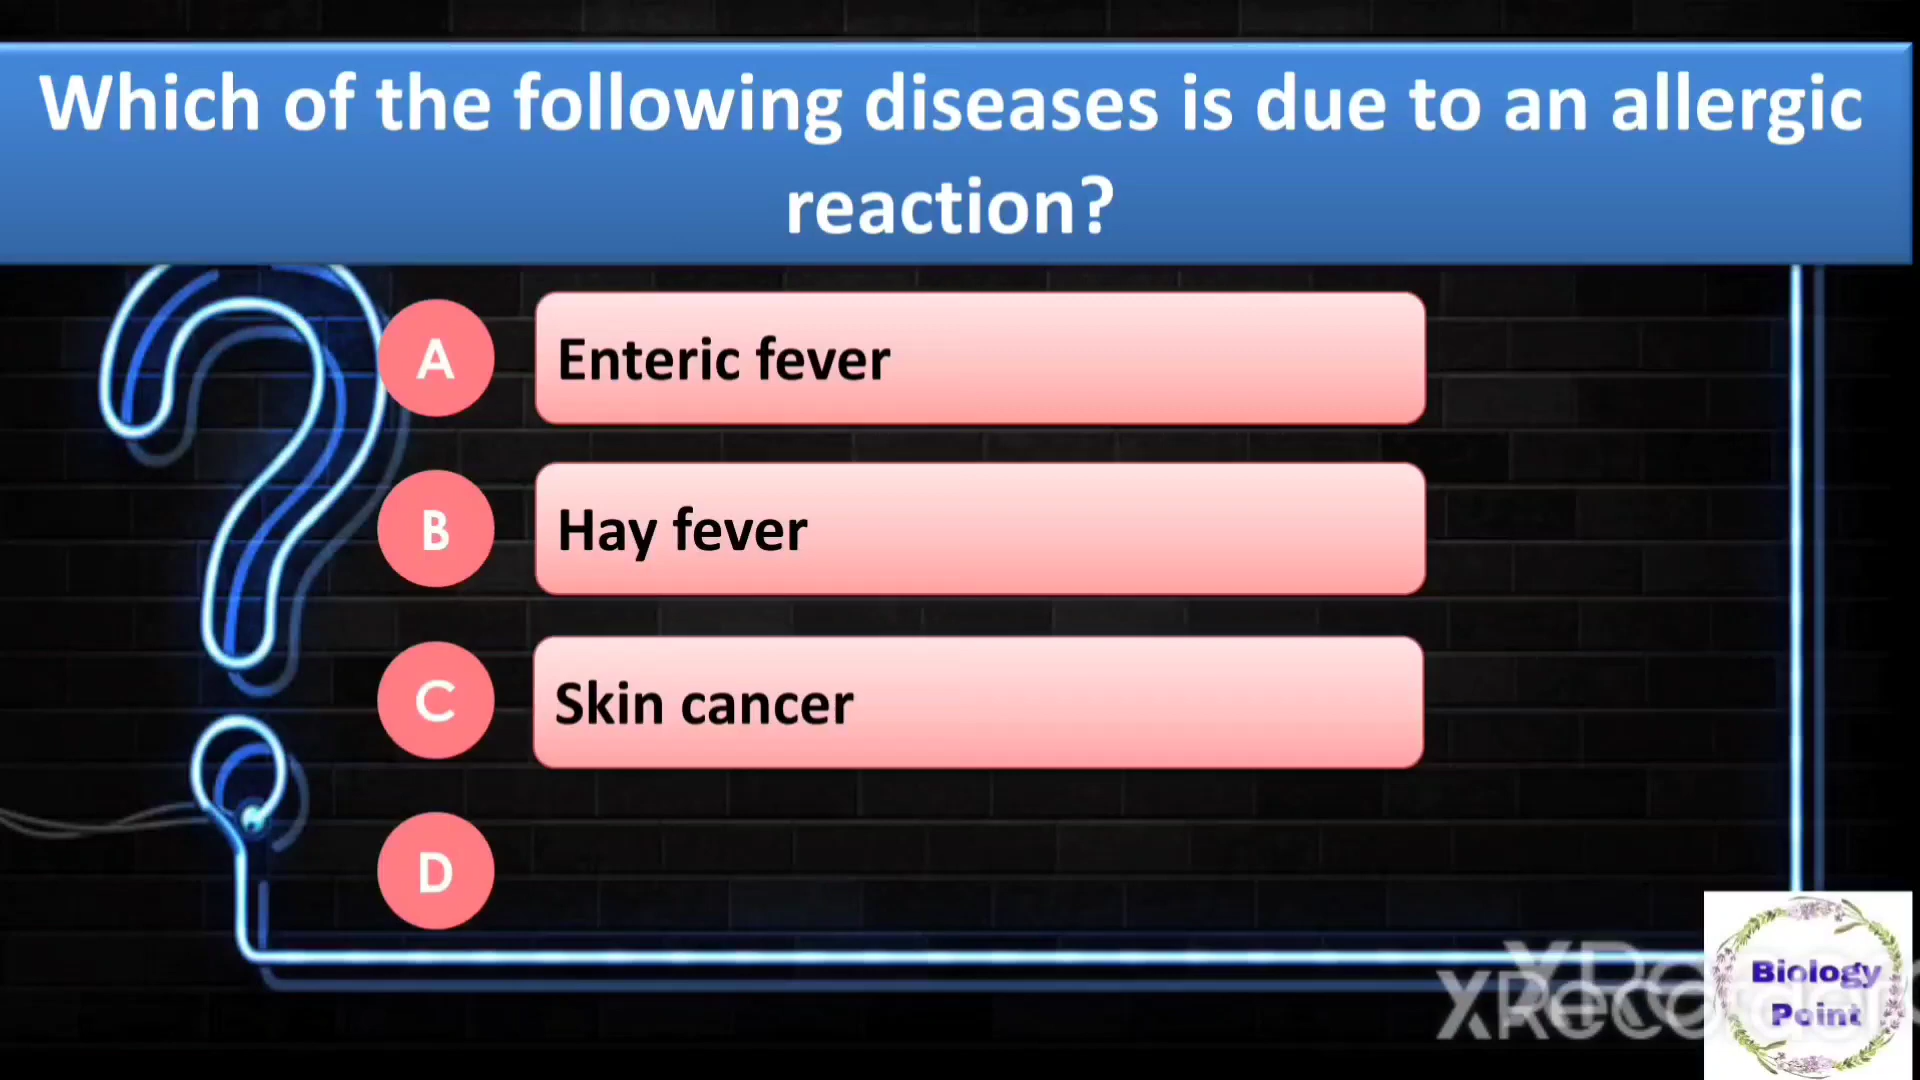 Which of the following diseases is due to an allergic
reaction?
A
Enteric fever
B
Hay fever
C
Skin cancer
D
Biology
Point
XRecorder